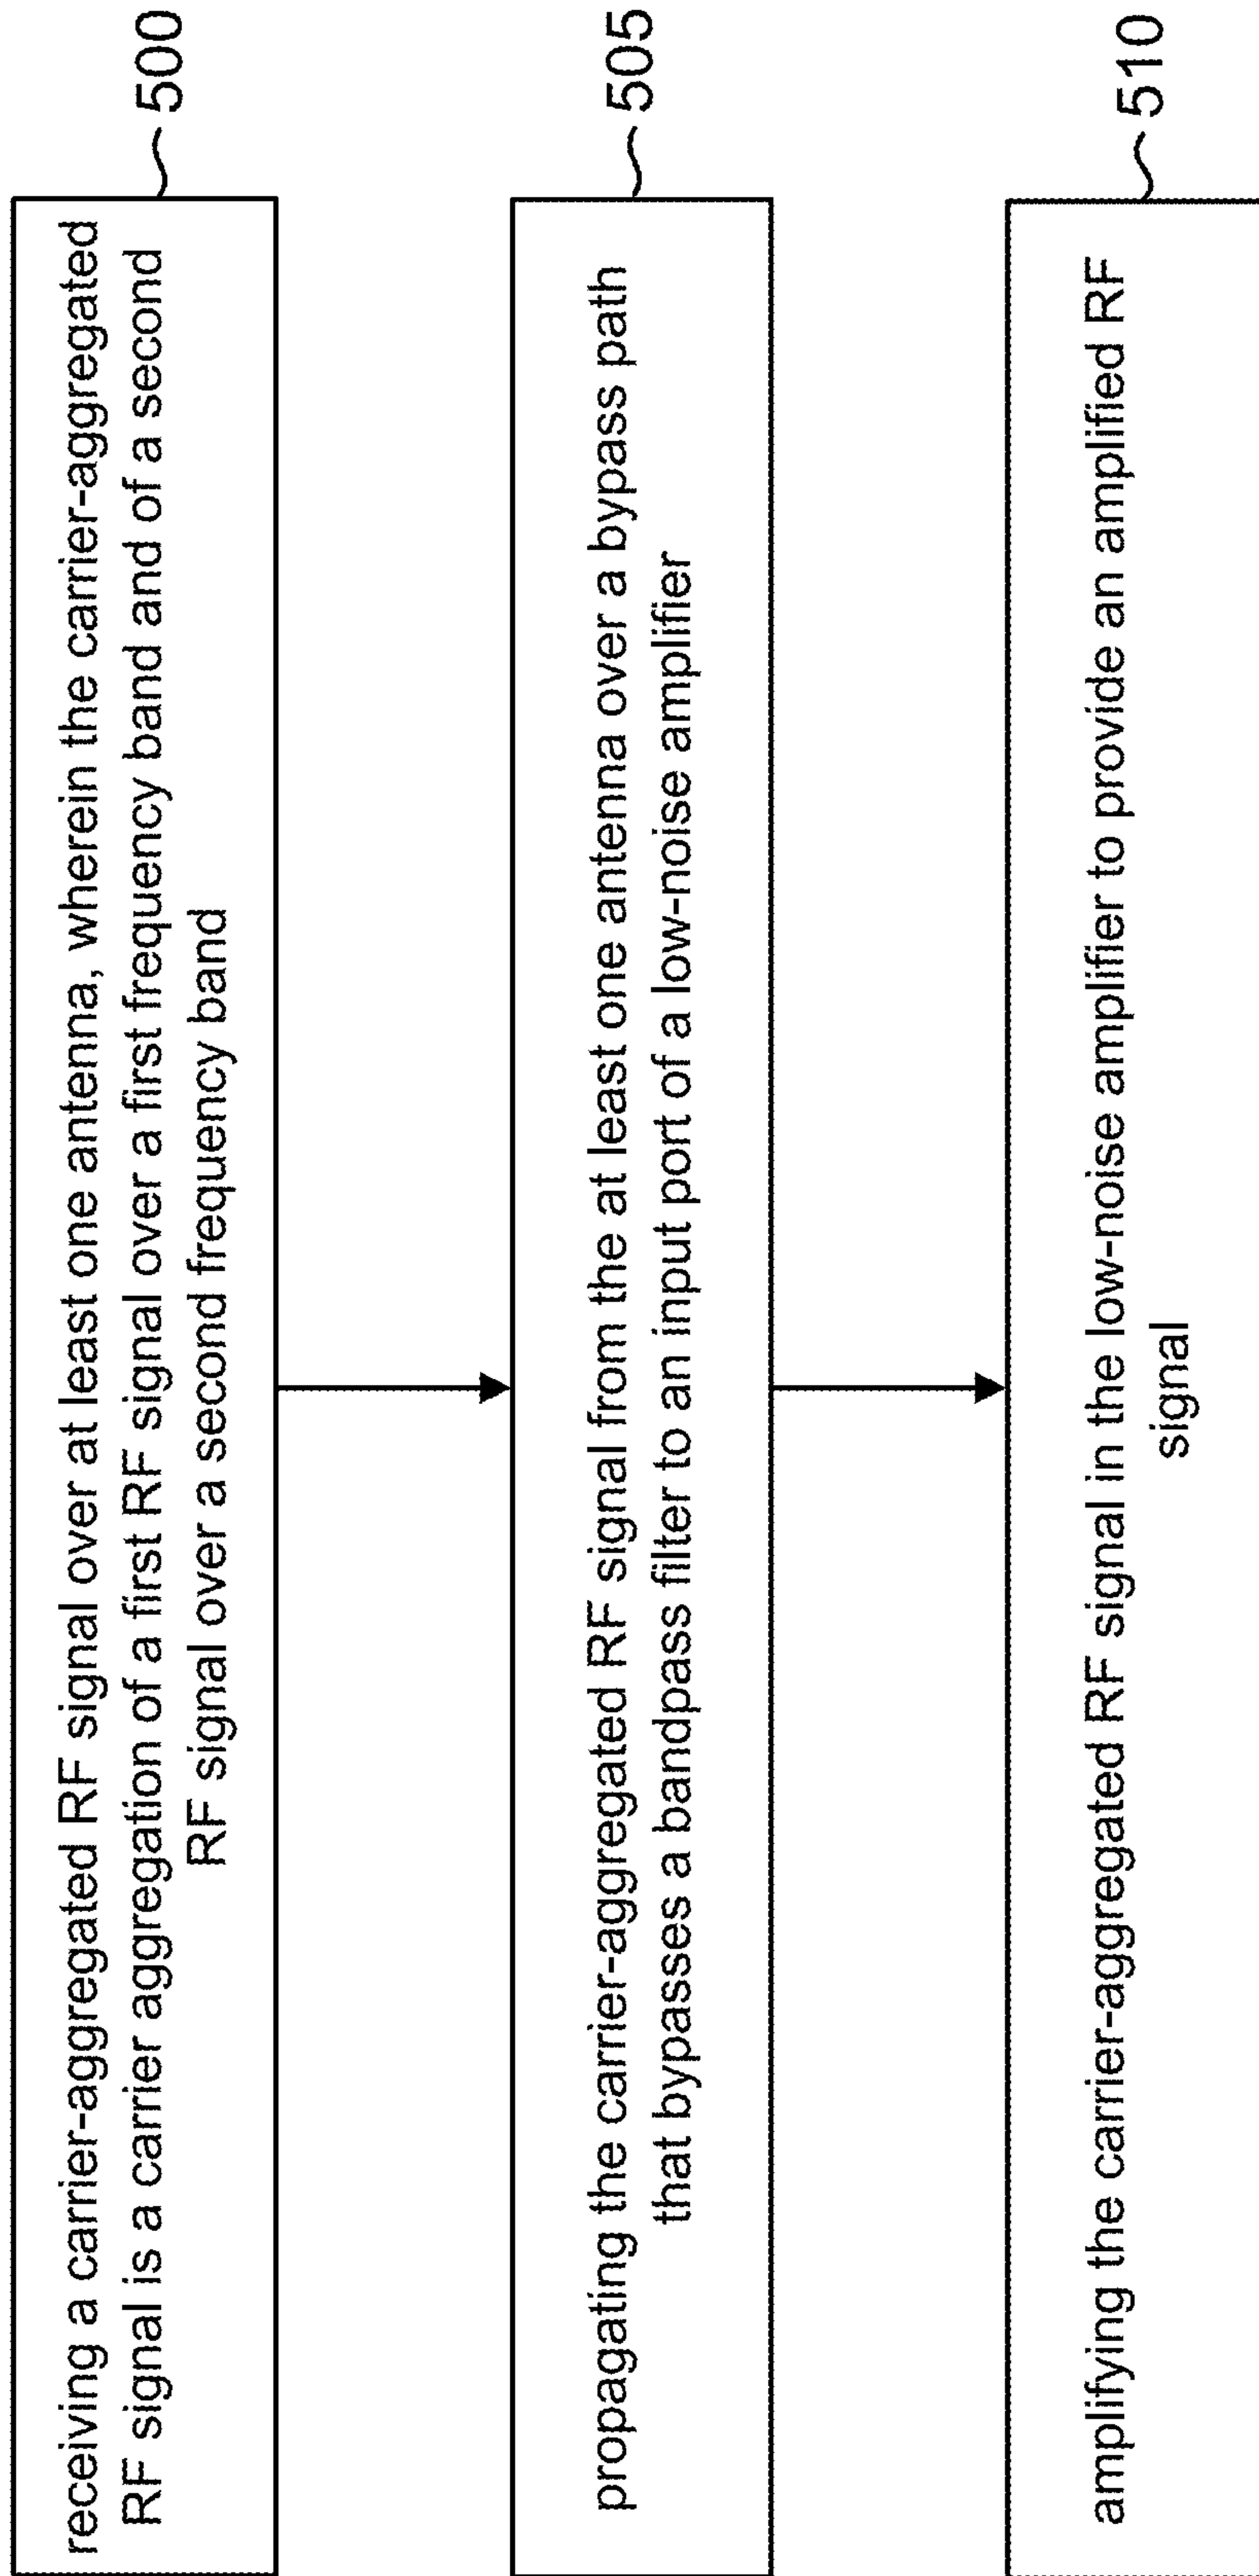 receiving a carrier-aggregated RF signal over at least one antenna, wherein the carrier-aggregated
RF signal is a carrier aggregation of a first RF signal over a first frequency band and of a second
RF signal over a second frequency band
500
propagating the carrier-aggregated RF signal from the at least one antenna over a bypass path
that bypasses a bandpass filter to an input port of a low-noise amplifier
505
amplifying the carrier-aggregated RF signal in the low-noise amplifier to provide an amplified RF
signal
510